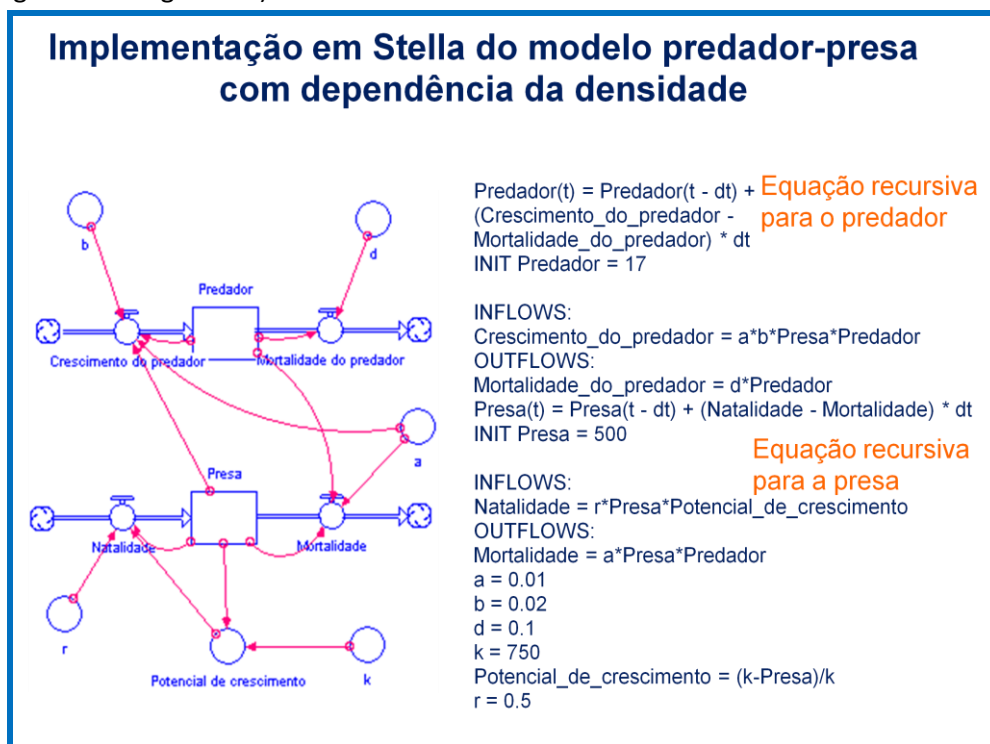 Implementação em Stella do modelo predador-presa
com dependência da densidade
b
d
Predador
Crescimento do predador
Mortalidade do predador
a
Presa
Natalidade
Mortalidade
r
Potencial de crescimento
k
Predador(t) = Predador(t - dt) +
(Crescimento_do_predador -
Mortalidade_do_predador) * dt
INIT Predador = 17
Equação recursiva
para o predador
INFLOWS:
Crescimento_do_predador = a*b*Presa*Predador
OUTFLOWS:
Mortalidade_do_predador = d*Predador
Presa(t) = Presa(t - dt) + (Natalidade - Mortalidade) * dt
INIT Presa = 500
Equação recursiva
para a presa
INFLOWS:
Natalidade = r*Presa*Potencial_de_crescimento
OUTFLOWS:
Mortalidade = a*Presa*Predador
a = 0.01
b = 0.02
d = 0.1
k = 750
Potencial_de_crescimento = (k-Presa)/k
r = 0.5